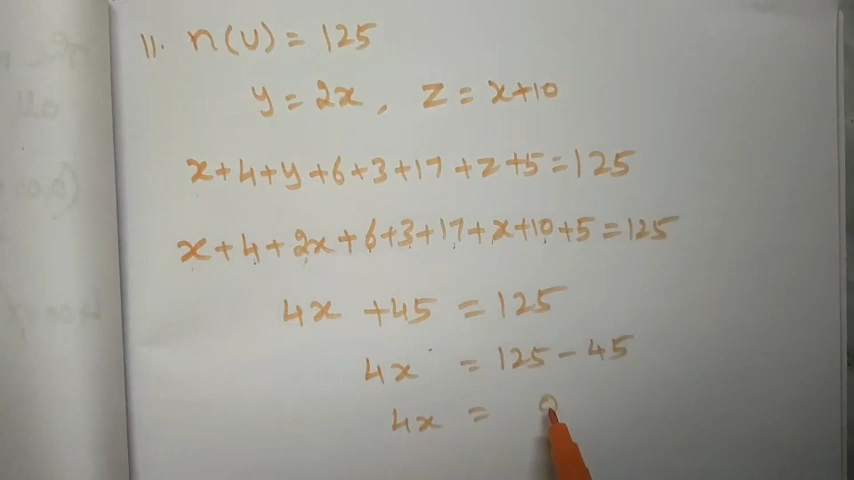 11. n(U) = 125
y = 2x, z = x+10
x+4+y+6+3+17+z+5=125
x+4+2x+6+3+17+x+10+5=125
4x +45 = 125
4x = 125-45
4x =